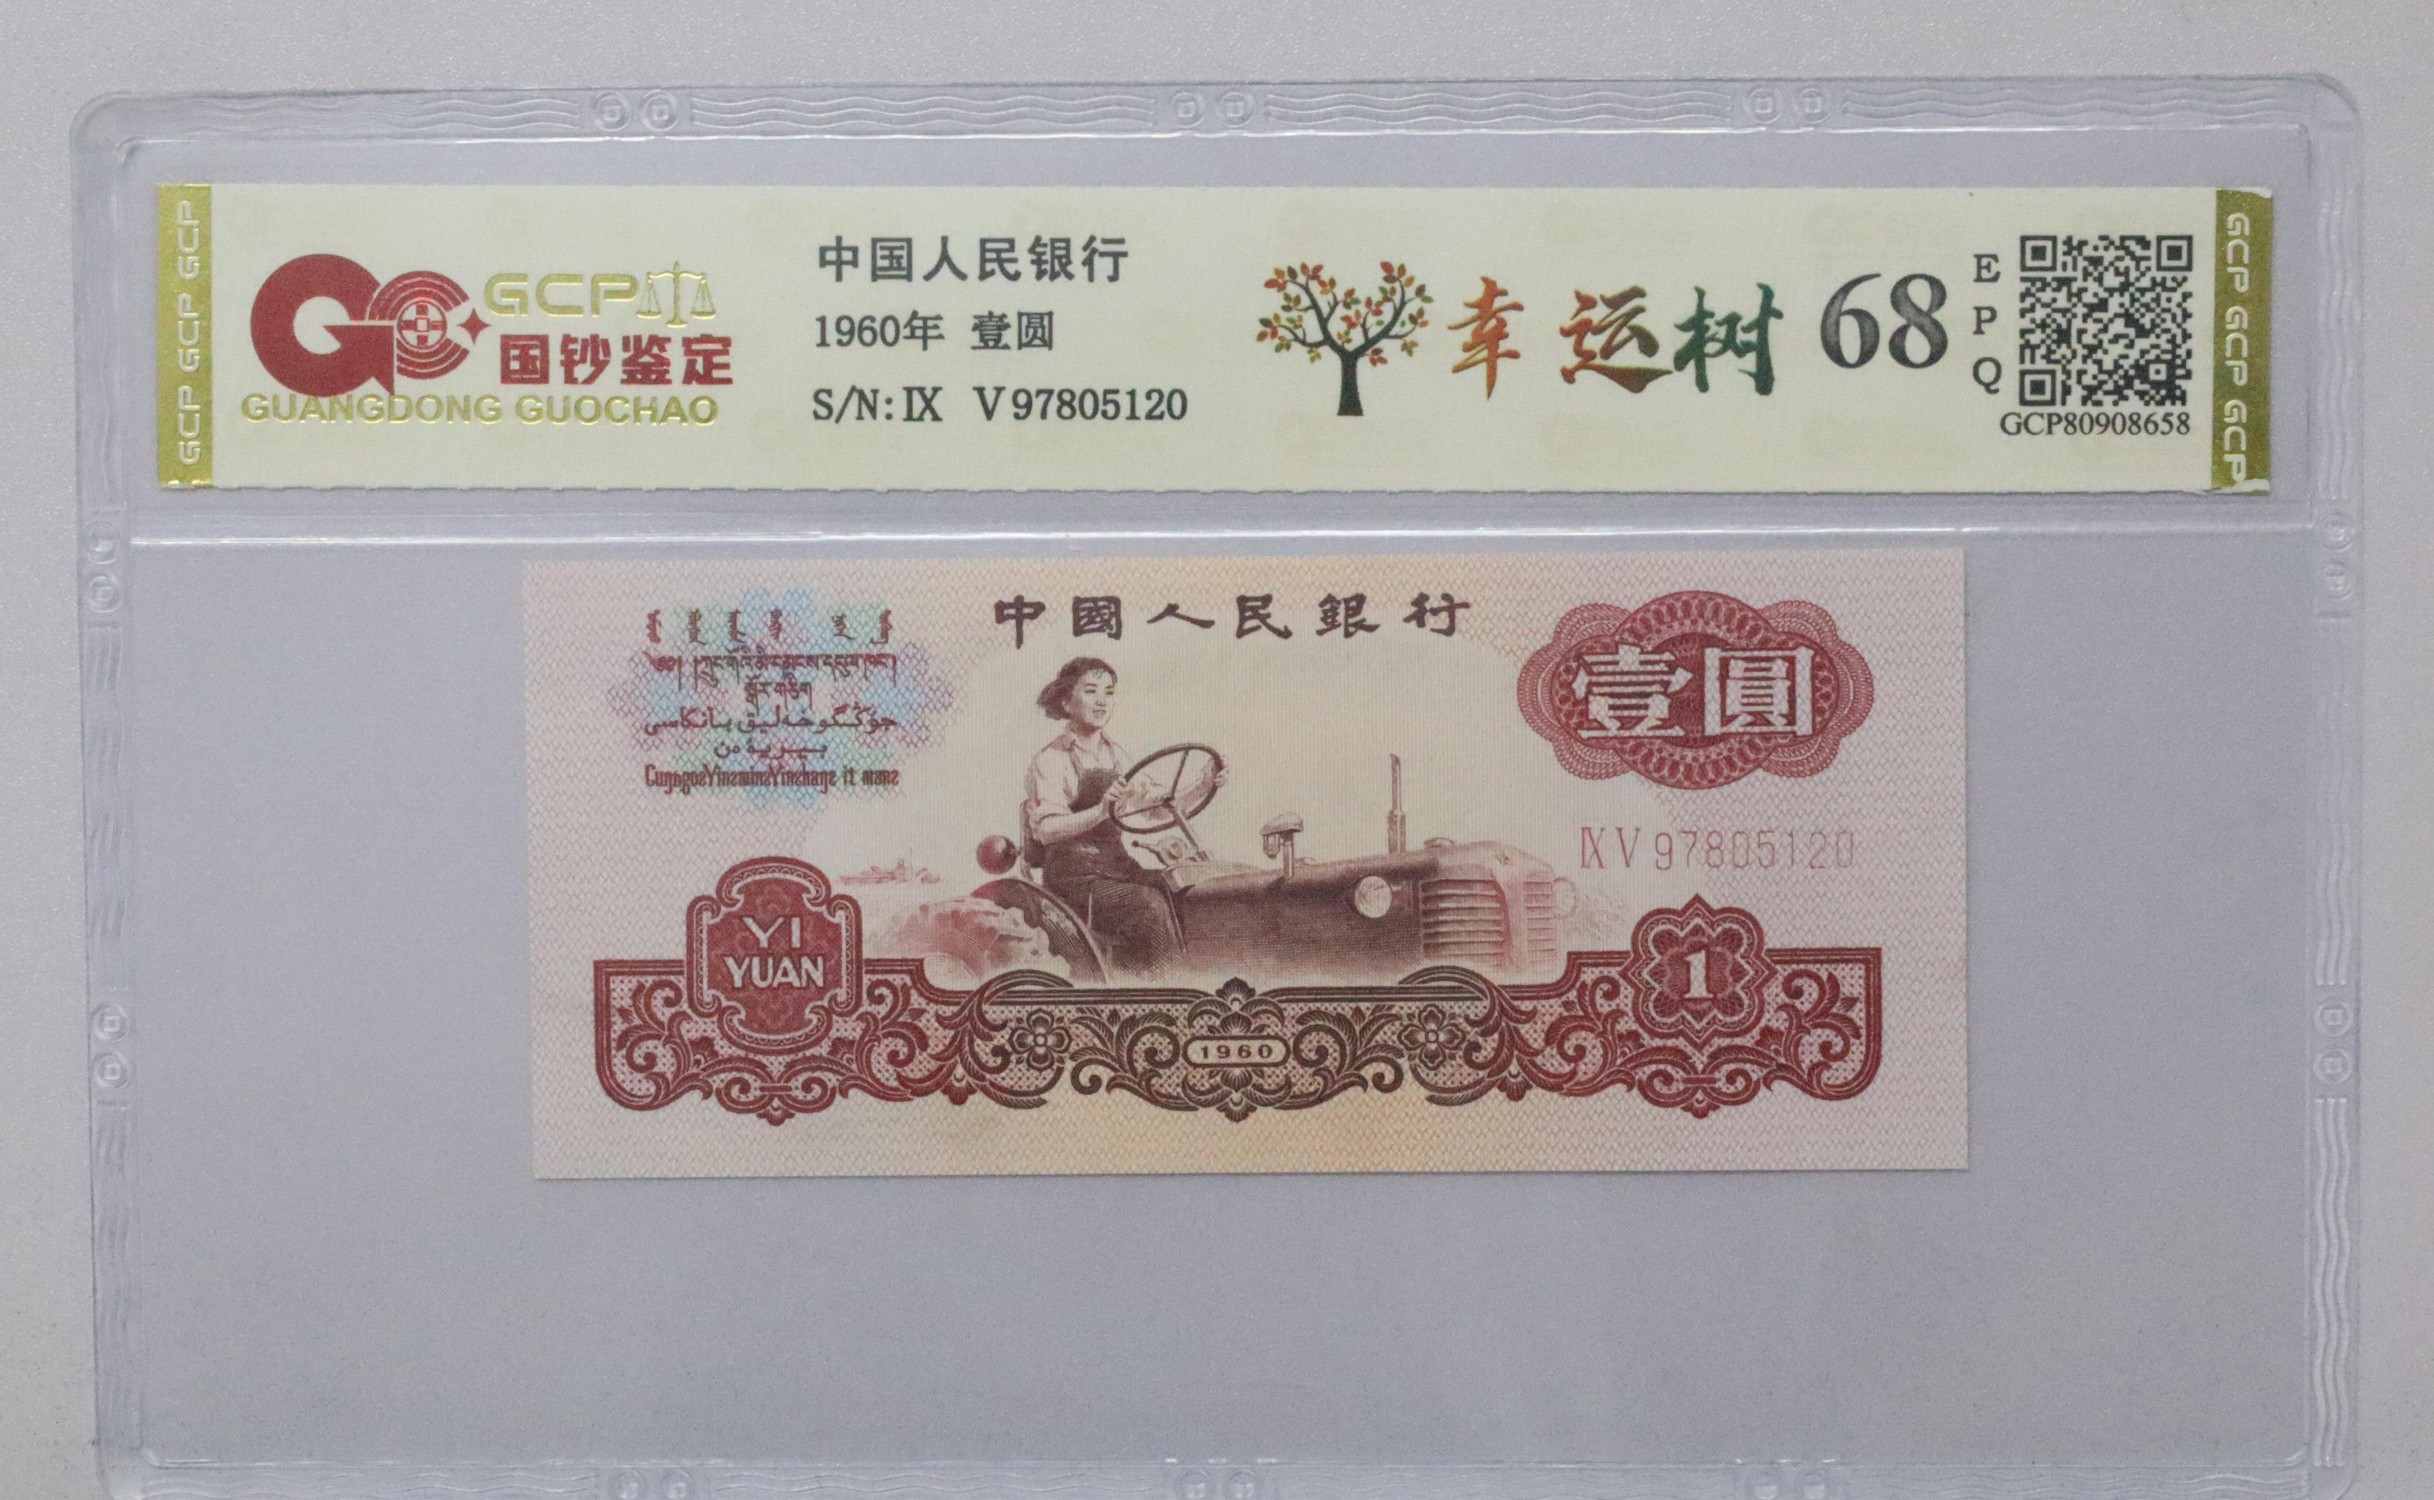 GCP GCP GCP
GCP
国钞鉴定
GUANGDONG GUOCHAO
中国人民银行
1960年 壹圆
S/N: IX V97805120
幸运树
68
E
P
Q
GCP80908658
GCP GCP GCP
中國人民銀行
壹圓
IX V 97805120
YI
YUAN
1960
1